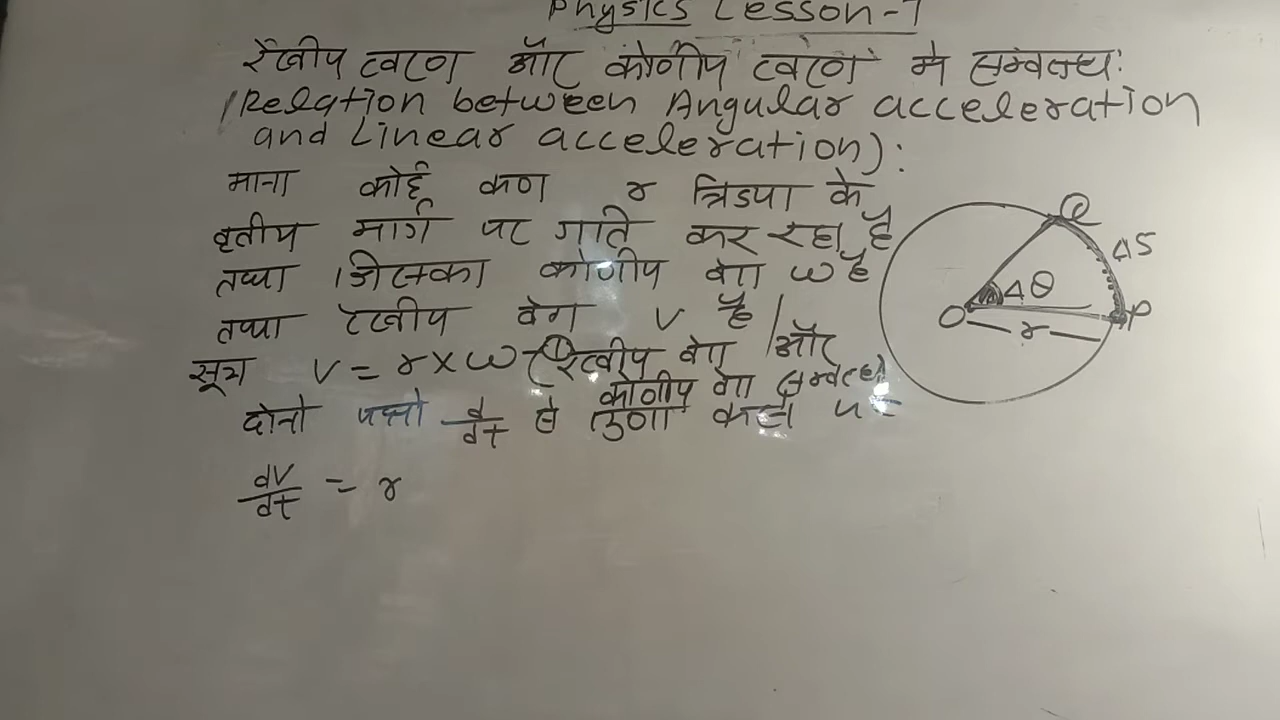 Physics Lesson-7
रैखीय त्वरण और कोणीय त्वरण में सम्बन्ध:
(Relation between Angular acceleration
and Linear acceleration):
माना कोई कण r त्रिज्या के
वृतीय मार्ग पर गति कर रहा है
तथा जिसका कोणीय वेग ω है
तथा रेखीय वेग v है।
सूत्र v = r × ω -① (रेखीय वेग और
कोणीय वेग सम्बन्ध)
दोनों पक्षों d/dt से गुणा करने पर
dv/dt = r
Q
ΔS
Δθ
O
r
P